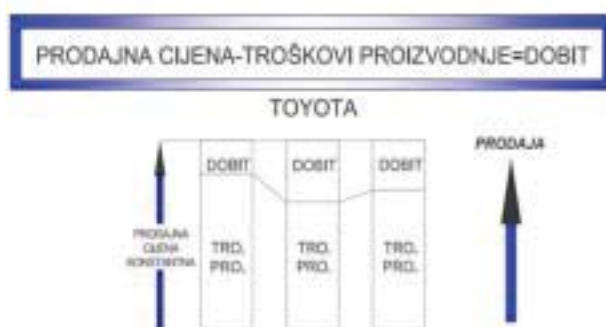 PRODAJNA CIJENA-TROŠKOVI PROIZVODNJE=DOBIT
TOYOTA
PRODAJA
DOBIT DOBIT DOBIT
PRODAJNA
CIJENA
KONSTANTNA
TRO. TRO. TRO.
PRO. PRO. PRO.